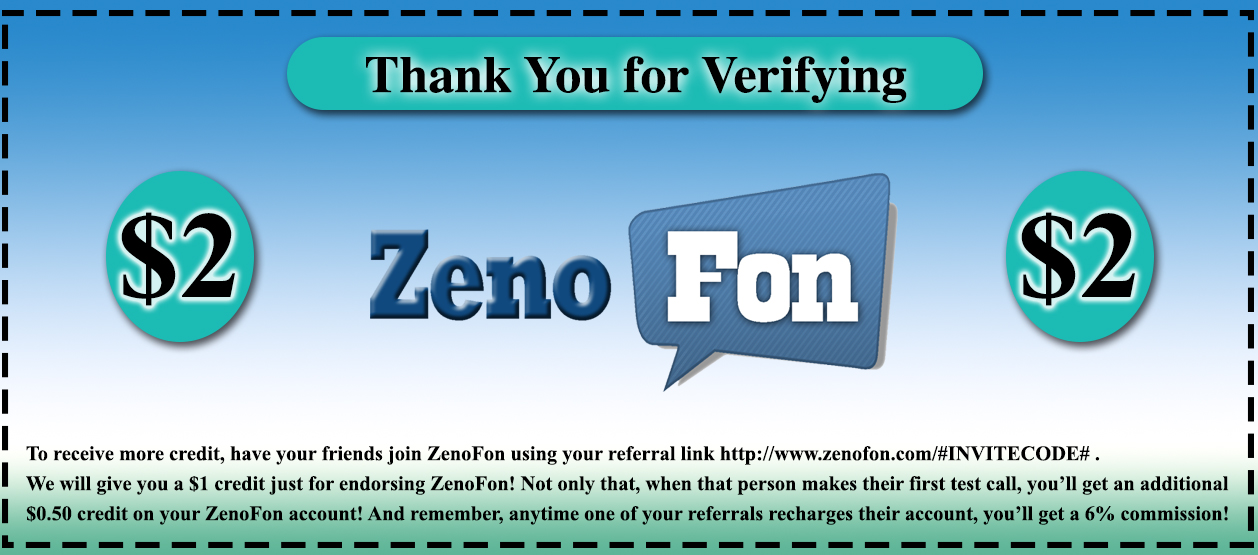 Thank You for Verifying
$2
Zeno Fon
$2
To receive more credit, have your friends join ZenoFon using your referral link http://www.zenofon.com/#INVITECODE# .
We will give you a $1 credit just for endorsing ZenoFon! Not only that, when that person makes their first test call, you’ll get an additional
$0.50 credit on your ZenoFon account! And remember, anytime one of your referrals recharges their account, you’ll get a 6% commission!